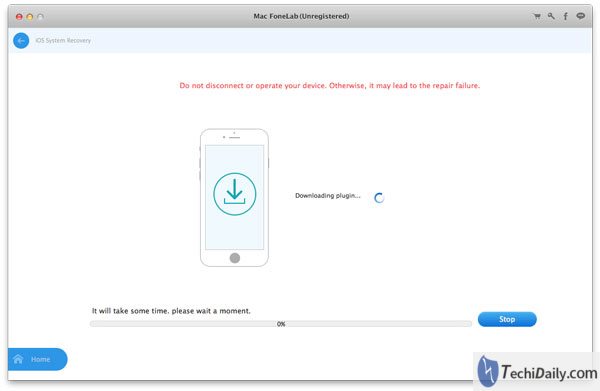 Mac FoneLab (Unregistered)
iOS System Recovery
Do not disconnect or operate your device. Otherwise, it may lead to the repair failure.
Downloading plugin...
It will take some time. please wait a moment.
0%
Stop
Home
TechiDaily.com